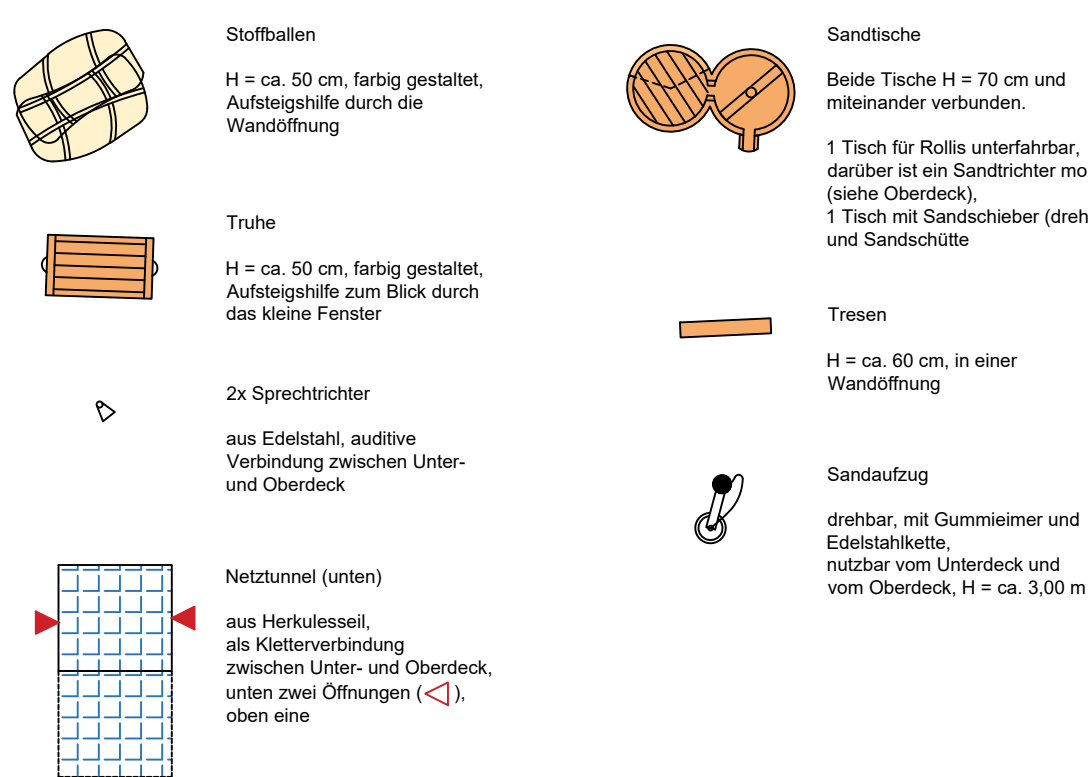 Stoffballen
H = ca. 50 cm, farbig gestaltet,
Aufsteigshilfe durch die
Wandöffnung
Truhe
H = ca. 50 cm, farbig gestaltet,
Aufsteigshilfe zum Blick durch
das kleine Fenster
2x Sprechtrichter
aus Edelstahl, auditive
Verbindung zwischen Unter-
und Oberdeck
Netztunnel (unten)
aus Herkulesseil,
als Kletterverbindung
zwischen Unter- und Oberdeck,
unten zwei Öffnungen ( ),
oben eine
Sandtische
Beide Tische H = 70 cm und
miteinander verbunden.
1 Tisch für Rollis unterfahrbar,
darüber ist ein Sandtrichter mo
(siehe Oberdeck),
1 Tisch mit Sandschieber (dreh
und Sandschütte
Tresen
H = ca. 60 cm, in einer
Wandöffnung
Sandaufzug
drehbar, mit Gummieimer und
Edelstahlkette,
nutzbar vom Unterdeck und
vom Oberdeck, H = ca. 3,00 m